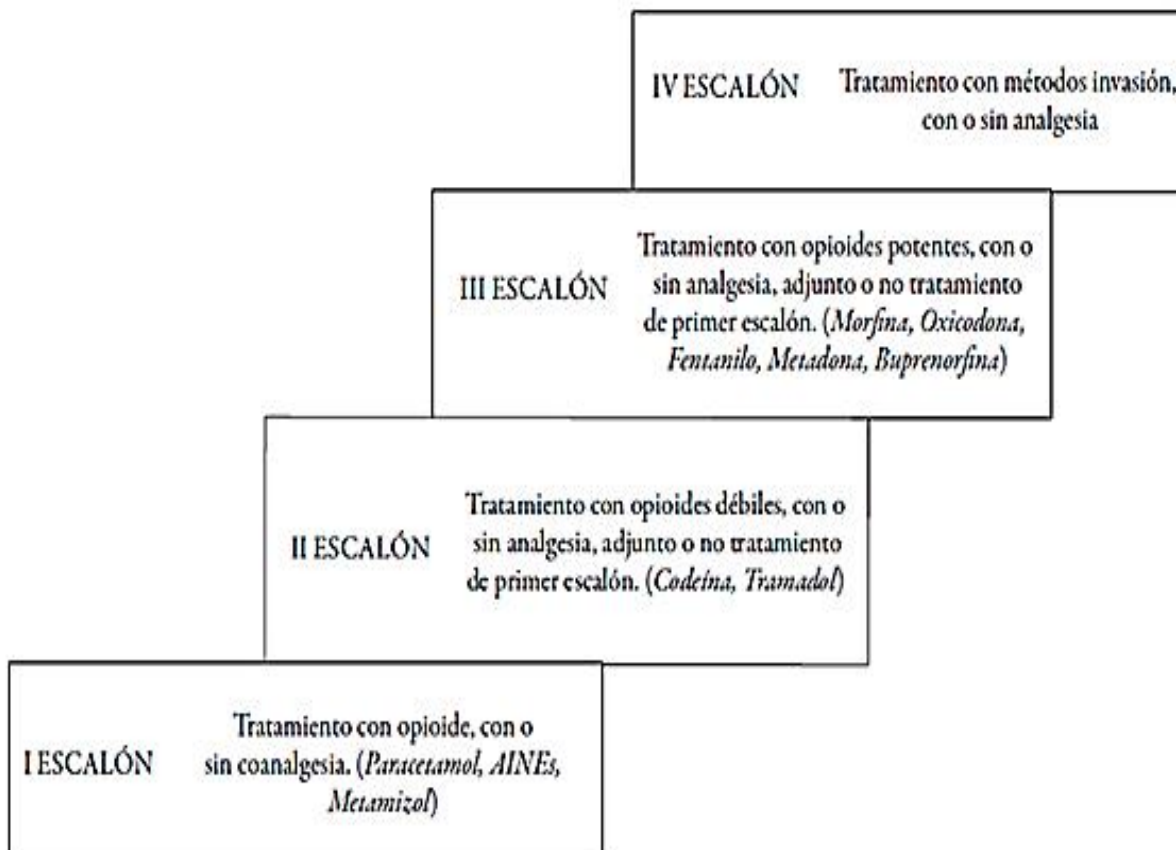 IV ESCALÓN
Tratamiento con métodos invasión,
con o sin analgesia
III ESCALÓN
Tratamiento con opioides potentes, con o
sin analgesia, adjunto o no tratamiento
de primer escalón. (Morfina, Oxicodona,
Fentanilo, Metadona, Buprenorfina)
II ESCALÓN
Tratamiento con opioides débiles, con o
sin analgesia, adjunto o no tratamiento
de primer escalón. (Codeína, Tramadol)
I ESCALÓN
Tratamiento con opioide, con o
sin coanalgesia. (Paracetamol, AINEs,
Metamizol)